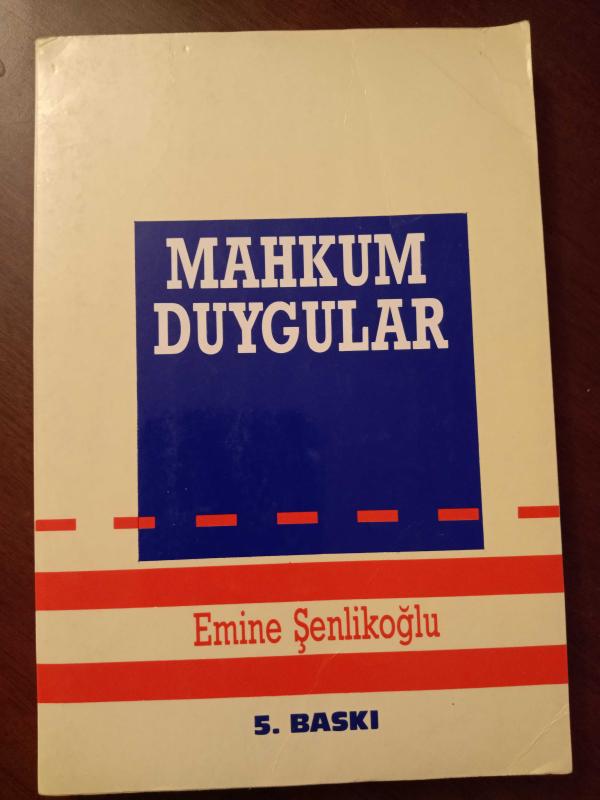 MAHKUM
DUYGULAR
Emine Şenlikoğlu
5. BASKI